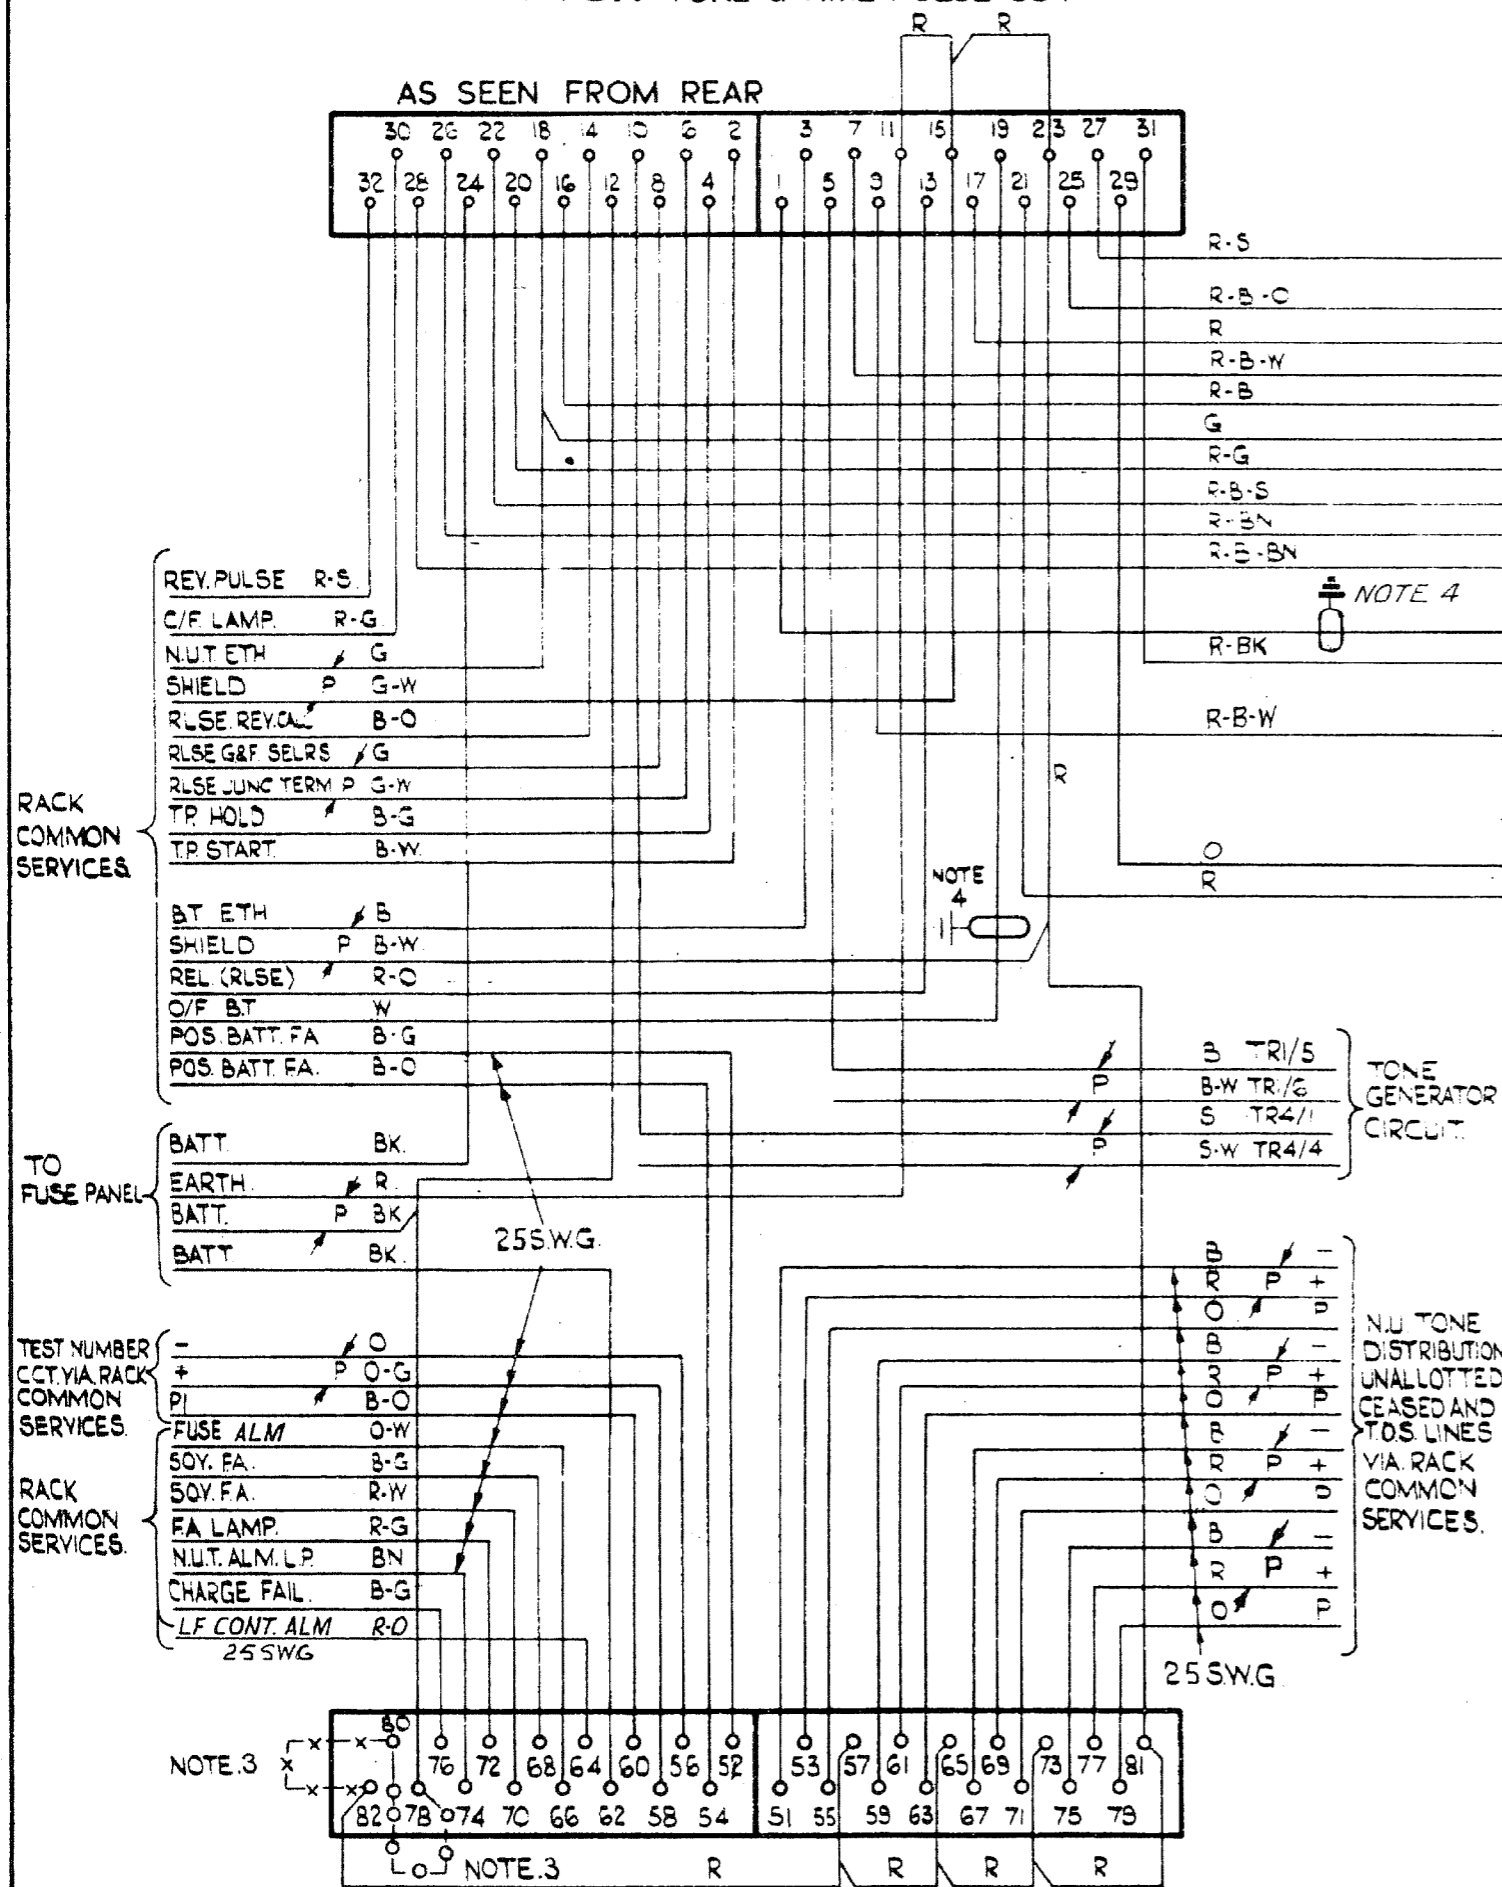 R R
AS SEEN FROM REAR
30 26 22 18 14 10 6 2 3 7 11 15 19 23 27 31
32 28 24 20 16 12 8 4 1 5 9 13 17 21 25 29
R-S
R-B-O
R
R-B-W
R-B
G
R-G
R-B-S
R-BN
R-B-BN
NOTE 4
R-BK
R-B-W
R
O
R
NOTE
4
RACK
COMMON
SERVICES
REV. PULSE R-S.
C/F. LAMP. R-G
N.U.T. ETH G
SHIELD P G-W
RLSE. REV. CALL B-O
RLSE G&F. SELRS G
RLSE JUNC TERM P G-W
T.P. HOLD B-G
T.P. START. B-W.
BT ETH B
SHIELD P B-W.
REL. (RLSE) R-O
O/F B.T W
POS. BATT. FA B-G
POS. BATT. FA. B-O
B TR1/5
P B-W TR1/6
S TR4/1
P S-W TR4/4
TONE
GENERATOR
CIRCUIT.
TO
FUSE PANEL
BATT. BK.
EARTH. R.
BATT. P BK
BATT BK.
25 S.W.G.
TEST NUMBER
CCT. VIA. RACK
COMMON
SERVICES.
- O
+ P O-G
P1 B-O
RACK
COMMON
SERVICES.
FUSE ALM O-W
50V. FA. B-G
50V. F.A. R-W
FA LAMP. R-G
N.U.T. ALM. L.P. BN
CHARGE FAIL. B-G
LF CONT. ALM R-O
25 SWG
B -
R P +
O P
B -
R P +
O P
B -
R P +
O P
B -
R P +
O P
N.U. TONE
DISTRIBUTION
UNALLOTTED
CEASED AND
T.O.S. LINES
VIA. RACK
COMMON
SERVICES.
25 S.W.G.
NOTE.3
80 76 72 68 64 60 56 52 53 57 61 65 69 73 77 81
82 78 74 70 66 62 58 54 51 55 59 63 67 71 75 79
NOTE.3 R R R R